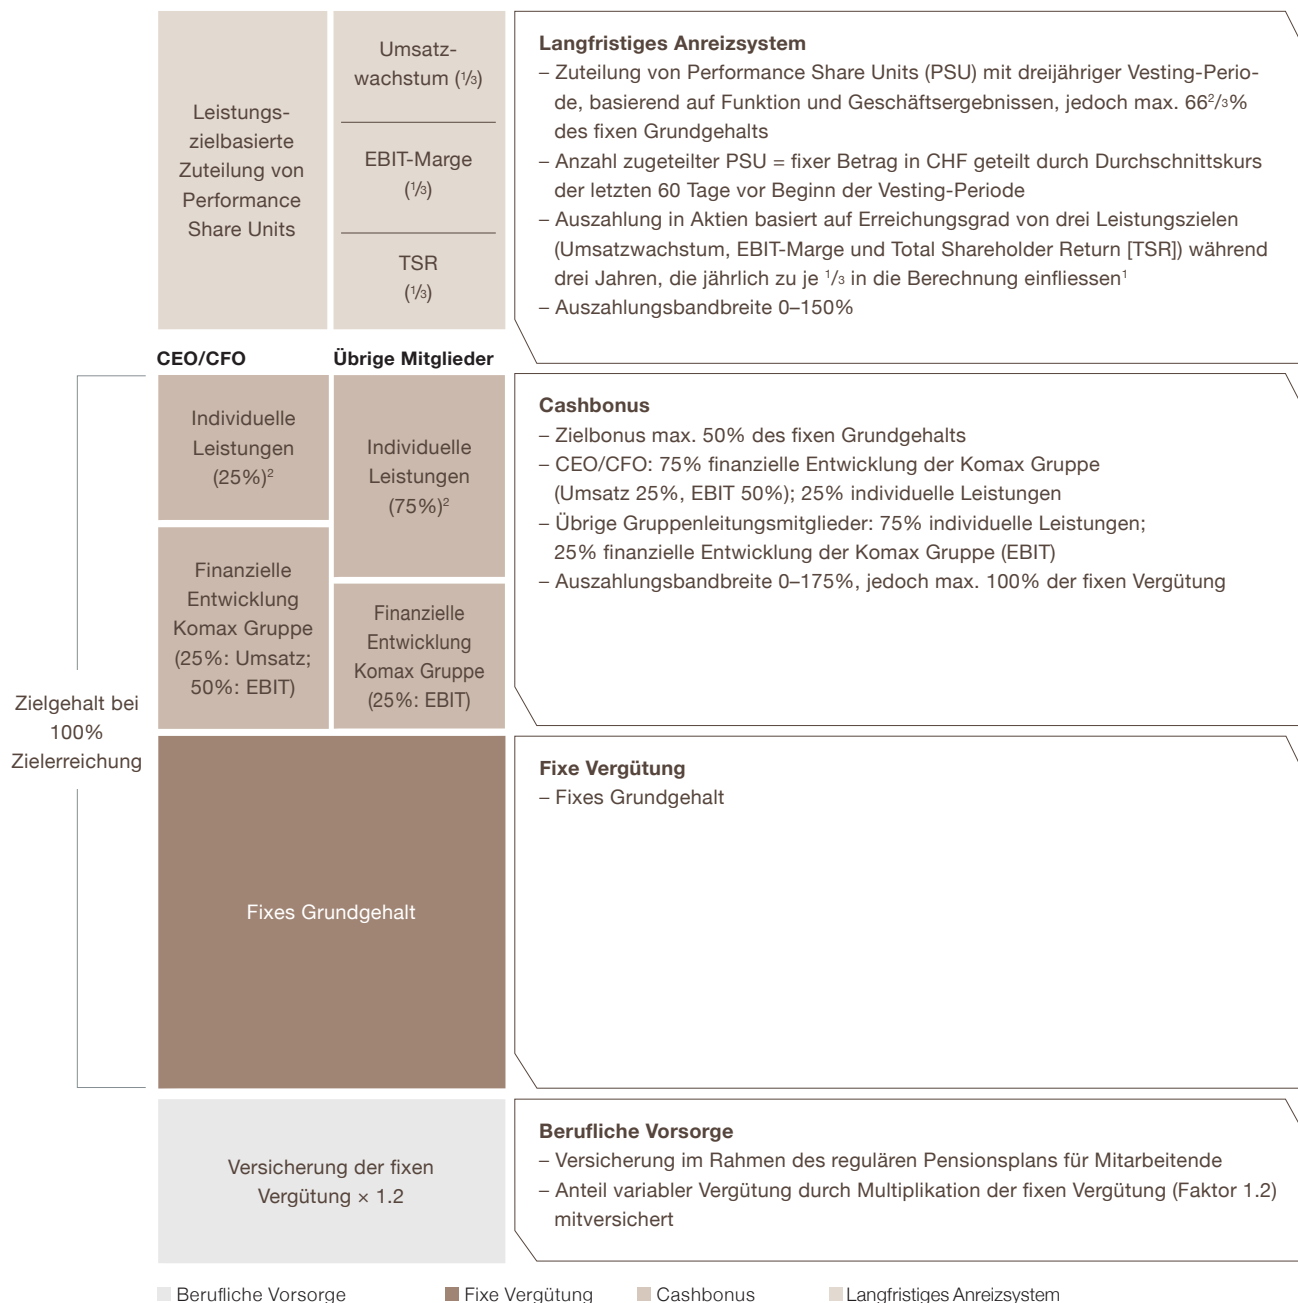 Leistungs-
zielbasierte
Zuteilung von
Performance
Share Units
Umsatz-
wachstum (1/3)
EBIT-Marge
(1/3)
TSR
(1/3)
Langfristiges Anreizsystem
– Zuteilung von Performance Share Units (PSU) mit dreijähriger Vesting-Perio-
de, basierend auf Funktion und Geschäftsergebnissen, jedoch max. 66 2/3%
des fixen Grundgehalts
– Anzahl zugeteilter PSU = fixer Betrag in CHF geteilt durch Durchschnittskurs
der letzten 60 Tage vor Beginn der Vesting-Periode
– Auszahlung in Aktien basiert auf Erreichungsgrad von drei Leistungszielen
(Umsatzwachstum, EBIT-Marge und Total Shareholder Return [TSR]) während
drei Jahren, die jährlich zu je 1/3 in die Berechnung einfliessen¹
– Auszahlungsbandbreite 0–150%
CEO/CFO
Übrige Mitglieder
Individuelle
Leistungen
(25%)²
Finanzielle
Entwicklung
Komax Gruppe
(25%: Umsatz;
50%: EBIT)
Individuelle
Leistungen
(75%)²
Finanzielle
Entwicklung
Komax Gruppe
(25%: EBIT)
Cashbonus
– Zielbonus max. 50% des fixen Grundgehalts
– CEO/CFO: 75% finanzielle Entwicklung der Komax Gruppe
(Umsatz 25%, EBIT 50%); 25% individuelle Leistungen
– Übrige Gruppenleitungsmitglieder: 75% individuelle Leistungen;
25% finanzielle Entwicklung der Komax Gruppe (EBIT)
– Auszahlungsbandbreite 0–175%, jedoch max. 100% der fixen Vergütung
Zielgehalt bei
100%
Zielerreichung
Fixes Grundgehalt
Fixe Vergütung
– Fixes Grundgehalt
Versicherung der fixen
Vergütung × 1.2
Berufliche Vorsorge
– Versicherung im Rahmen des regulären Pensionsplans für Mitarbeitende
– Anteil variabler Vergütung durch Multiplikation der fixen Vergütung (Faktor 1.2)
mitversichert
Berufliche Vorsorge
Fixe Vergütung
Cashbonus
Langfristiges Anreizsystem